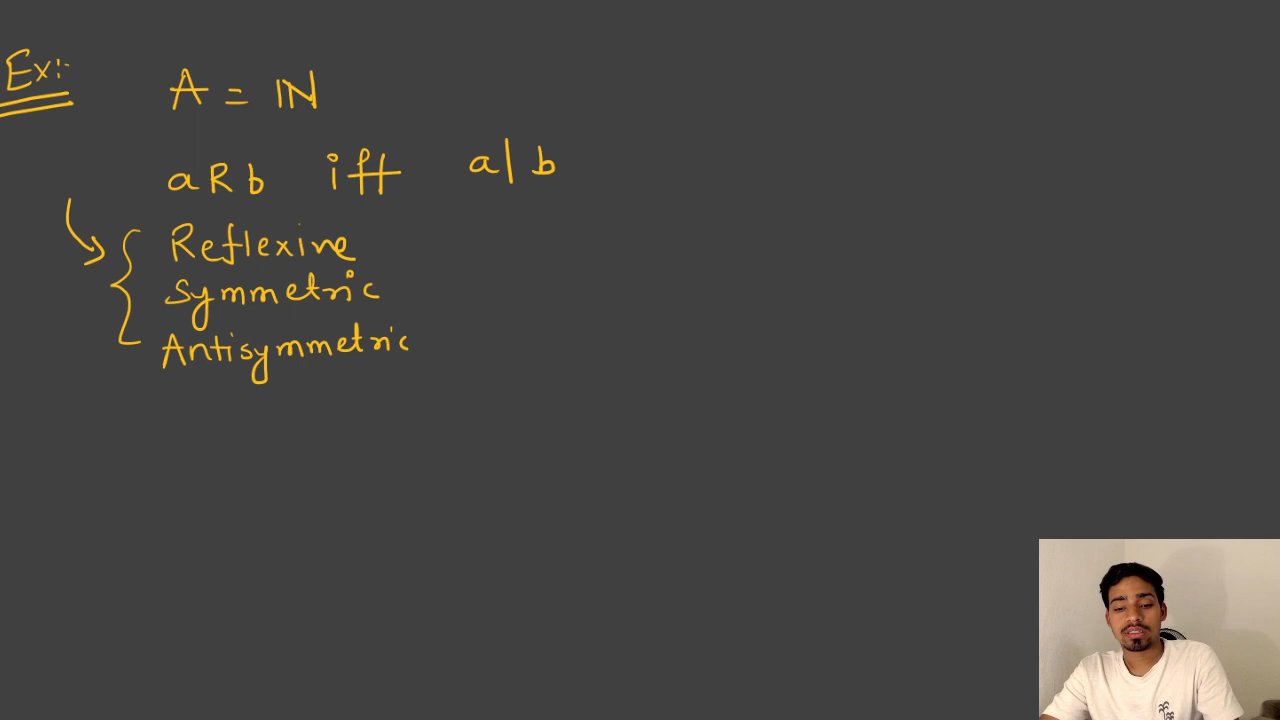 Ex:-
A = ℕ
aRb iff a|b
Reflexive
Symmetric
Antisymmetric